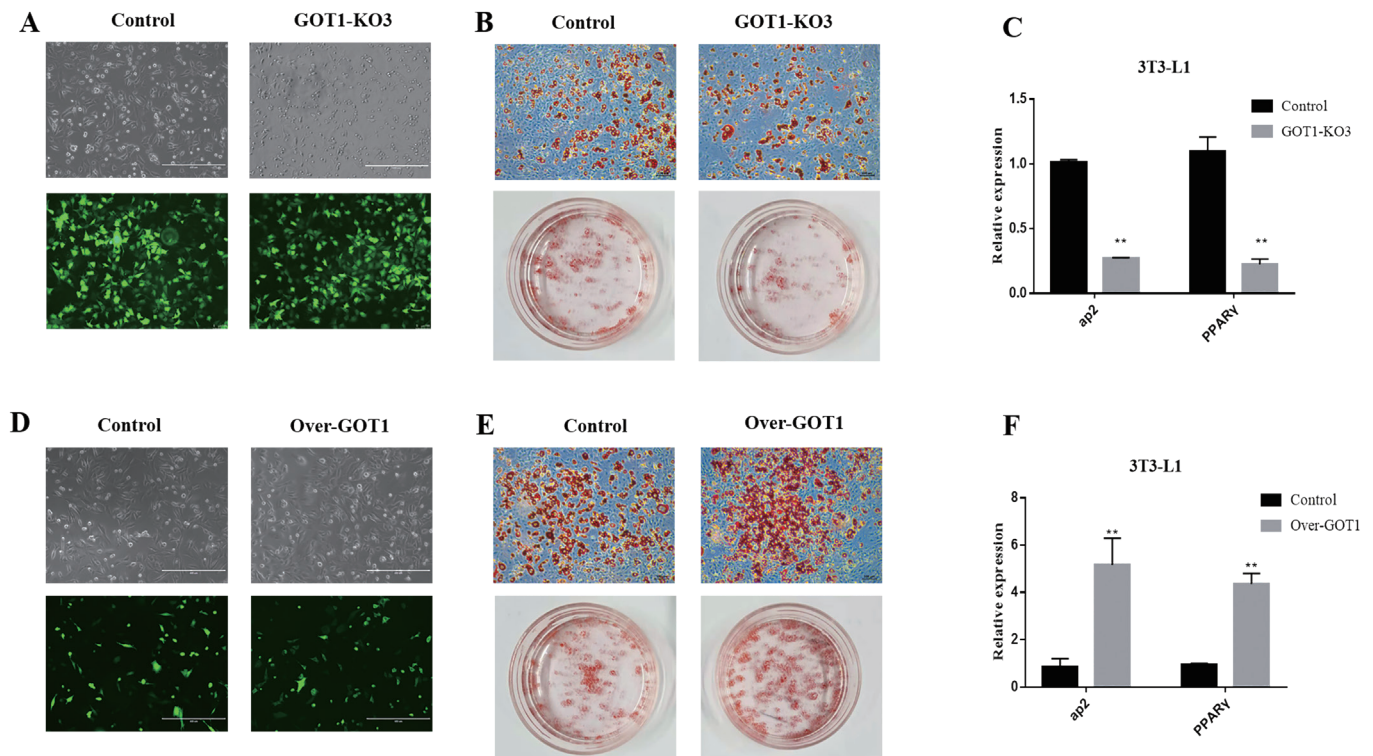 A
Control
GOT1-KO3
B
Control
GOT1-KO3
C
3T3-L1
Relative expression
1.5
1.0
0.5
0.0
Control
GOT1-KO3
**
**
ap2
PPARγ
D
Control
Over-GOT1
E
Control
Over-GOT1
F
3T3-L1
Relative expression
8
6
4
2
0
Control
Over-GOT1
**
**
ap2
PPARγ